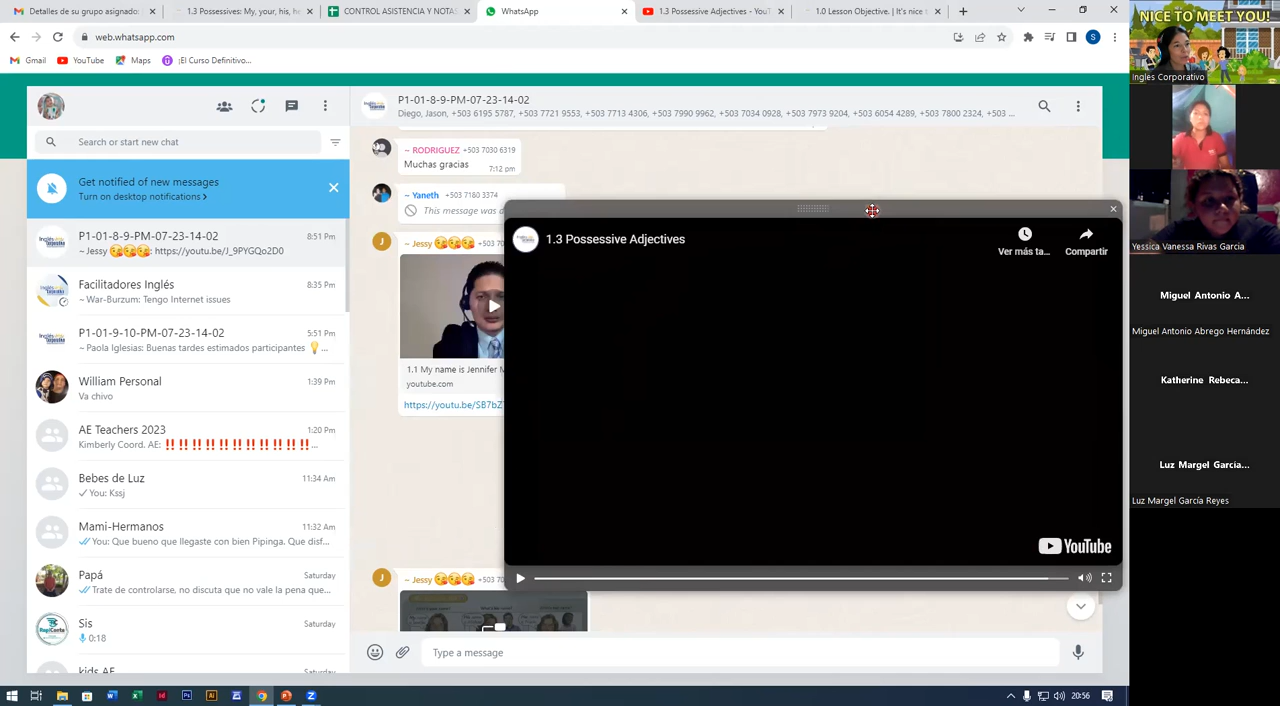 Detalles de su grupo asignado
1.3 Possessives: My, your, his, he
CONTROL ASISTENCIA Y NOTAS
WhatsApp
1.3 Possessive Adjectives - YouT
1.0 Lesson Objective. | It's nice t
web.whatsapp.com
S
Gmail
YouTube
Maps
¡El Curso Definitivo...
Search or start new chat
Get notified of new messages
Turn on desktop notifications >
P1-01-8-9-PM-07-23-14-02
8:51 Pm
~ Jessy 😘😘😘: https://youtu.be/J_9PYGQo2D0
Facilitadores Inglés
8:35 Pm
~ War-Burzum: Tengo Internet issues
P1-01-9-10-PM-07-23-14-02
5:51 Pm
~ Paola Iglesias: Buenas tardes estimados participantes 💡...
William Personal
1:39 Pm
Va chivo
AE Teachers 2023
1:20 Pm
Kimberly Coord. AE: ‼️‼️‼️‼️‼️‼️‼️‼️‼️‼️...
Bebes de Luz
11:34 Am
You: Kssj
Mami-Hermanos
11:32 Am
You: Que bueno que llegaste con bien Pipinga. Que disf...
Papá
Saturday
Trate de controlarse, no discuta que no vale la pena que...
Sis
Saturday
0:18
kids AE
Saturday
P1-01-8-9-PM-07-23-14-02
Diego, Jason, +503 6195 5787, +503 7721 9553, +503 7713 4306, +503 7990 9962, +503 7034 0928, +503 7973 9204, +503 6054 4289, +503 7800 2324, +503 ...
~ RODRIGUEZ +503 7030 6319
Muchas gracias
7:12 pm
~ Yaneth +503 7180 3374
This message was d
J
~ Jessy 😘😘😘 +503 7
1.1 My name is Jennifer M
youtube.com
https://youtu.be/SB7bZ
J
~ Jessy 😘😘😘 +503 70
1.3 Possessive Adjectives
Ver más ta...
Compartir
YouTube
Type a message
NICE TO MEET YOU!
Ingles Corporativo
Yessica Vanessa Rivas Garcia
Miguel Antonio A...
Miguel Antonio Abrego Hernández
Katherine Rebeca...
Luz Margel García...
Luz Margel García Reyes
20:56